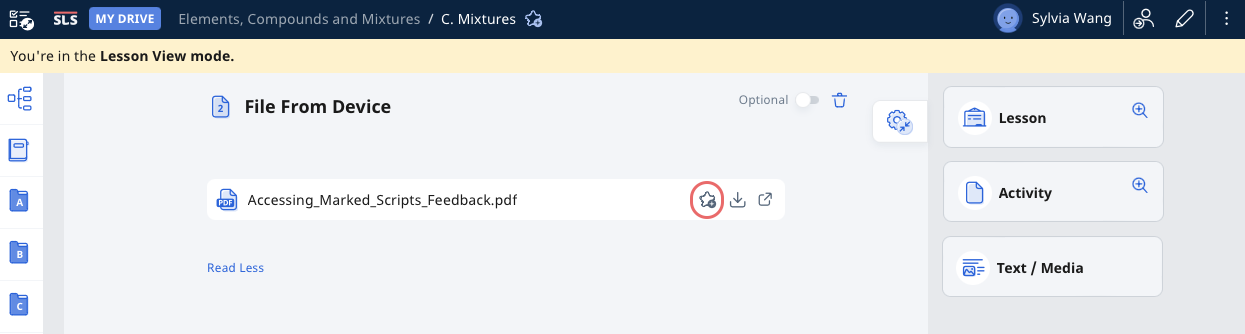 SLS MY DRIVE Elements, Compounds and Mixtures / C. Mixtures Sylvia Wang
You're in the Lesson View mode.
2 File From Device Optional
Lesson
A
Activity
PDF Accessing_Marked_Scripts_Feedback.pdf
B
Read Less
Text / Media
C